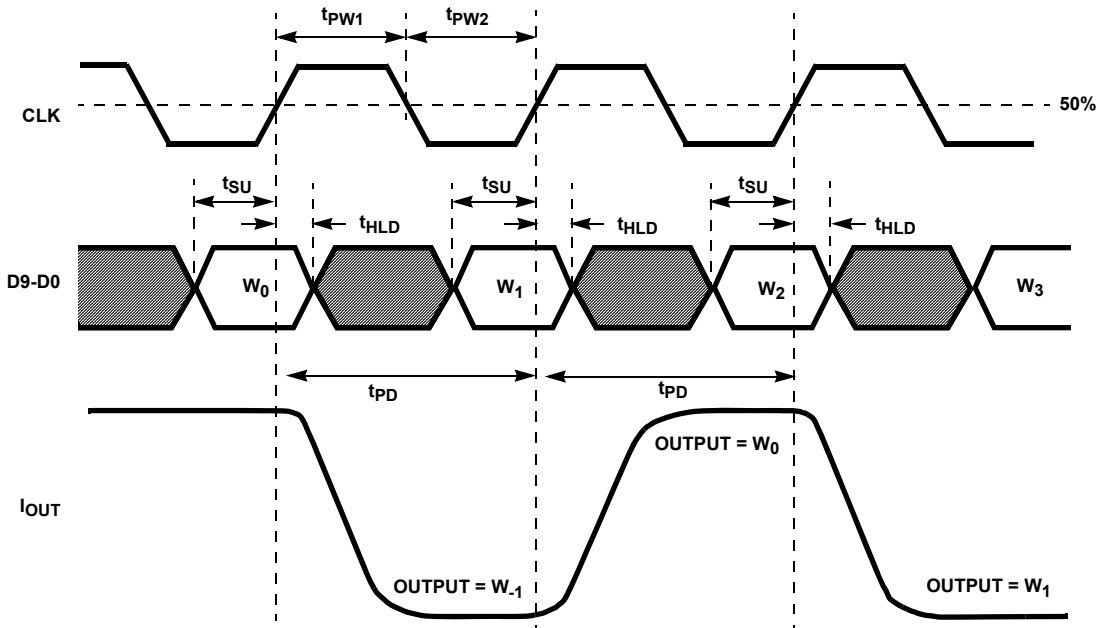 tPW1 tPW2
CLK
50%
tSU tSU tSU
tHLD tHLD tHLD
D9-D0 W0 W1 W2 W3
tPD tPD
OUTPUT = W0
IOUT
OUTPUT = W-1 OUTPUT = W1